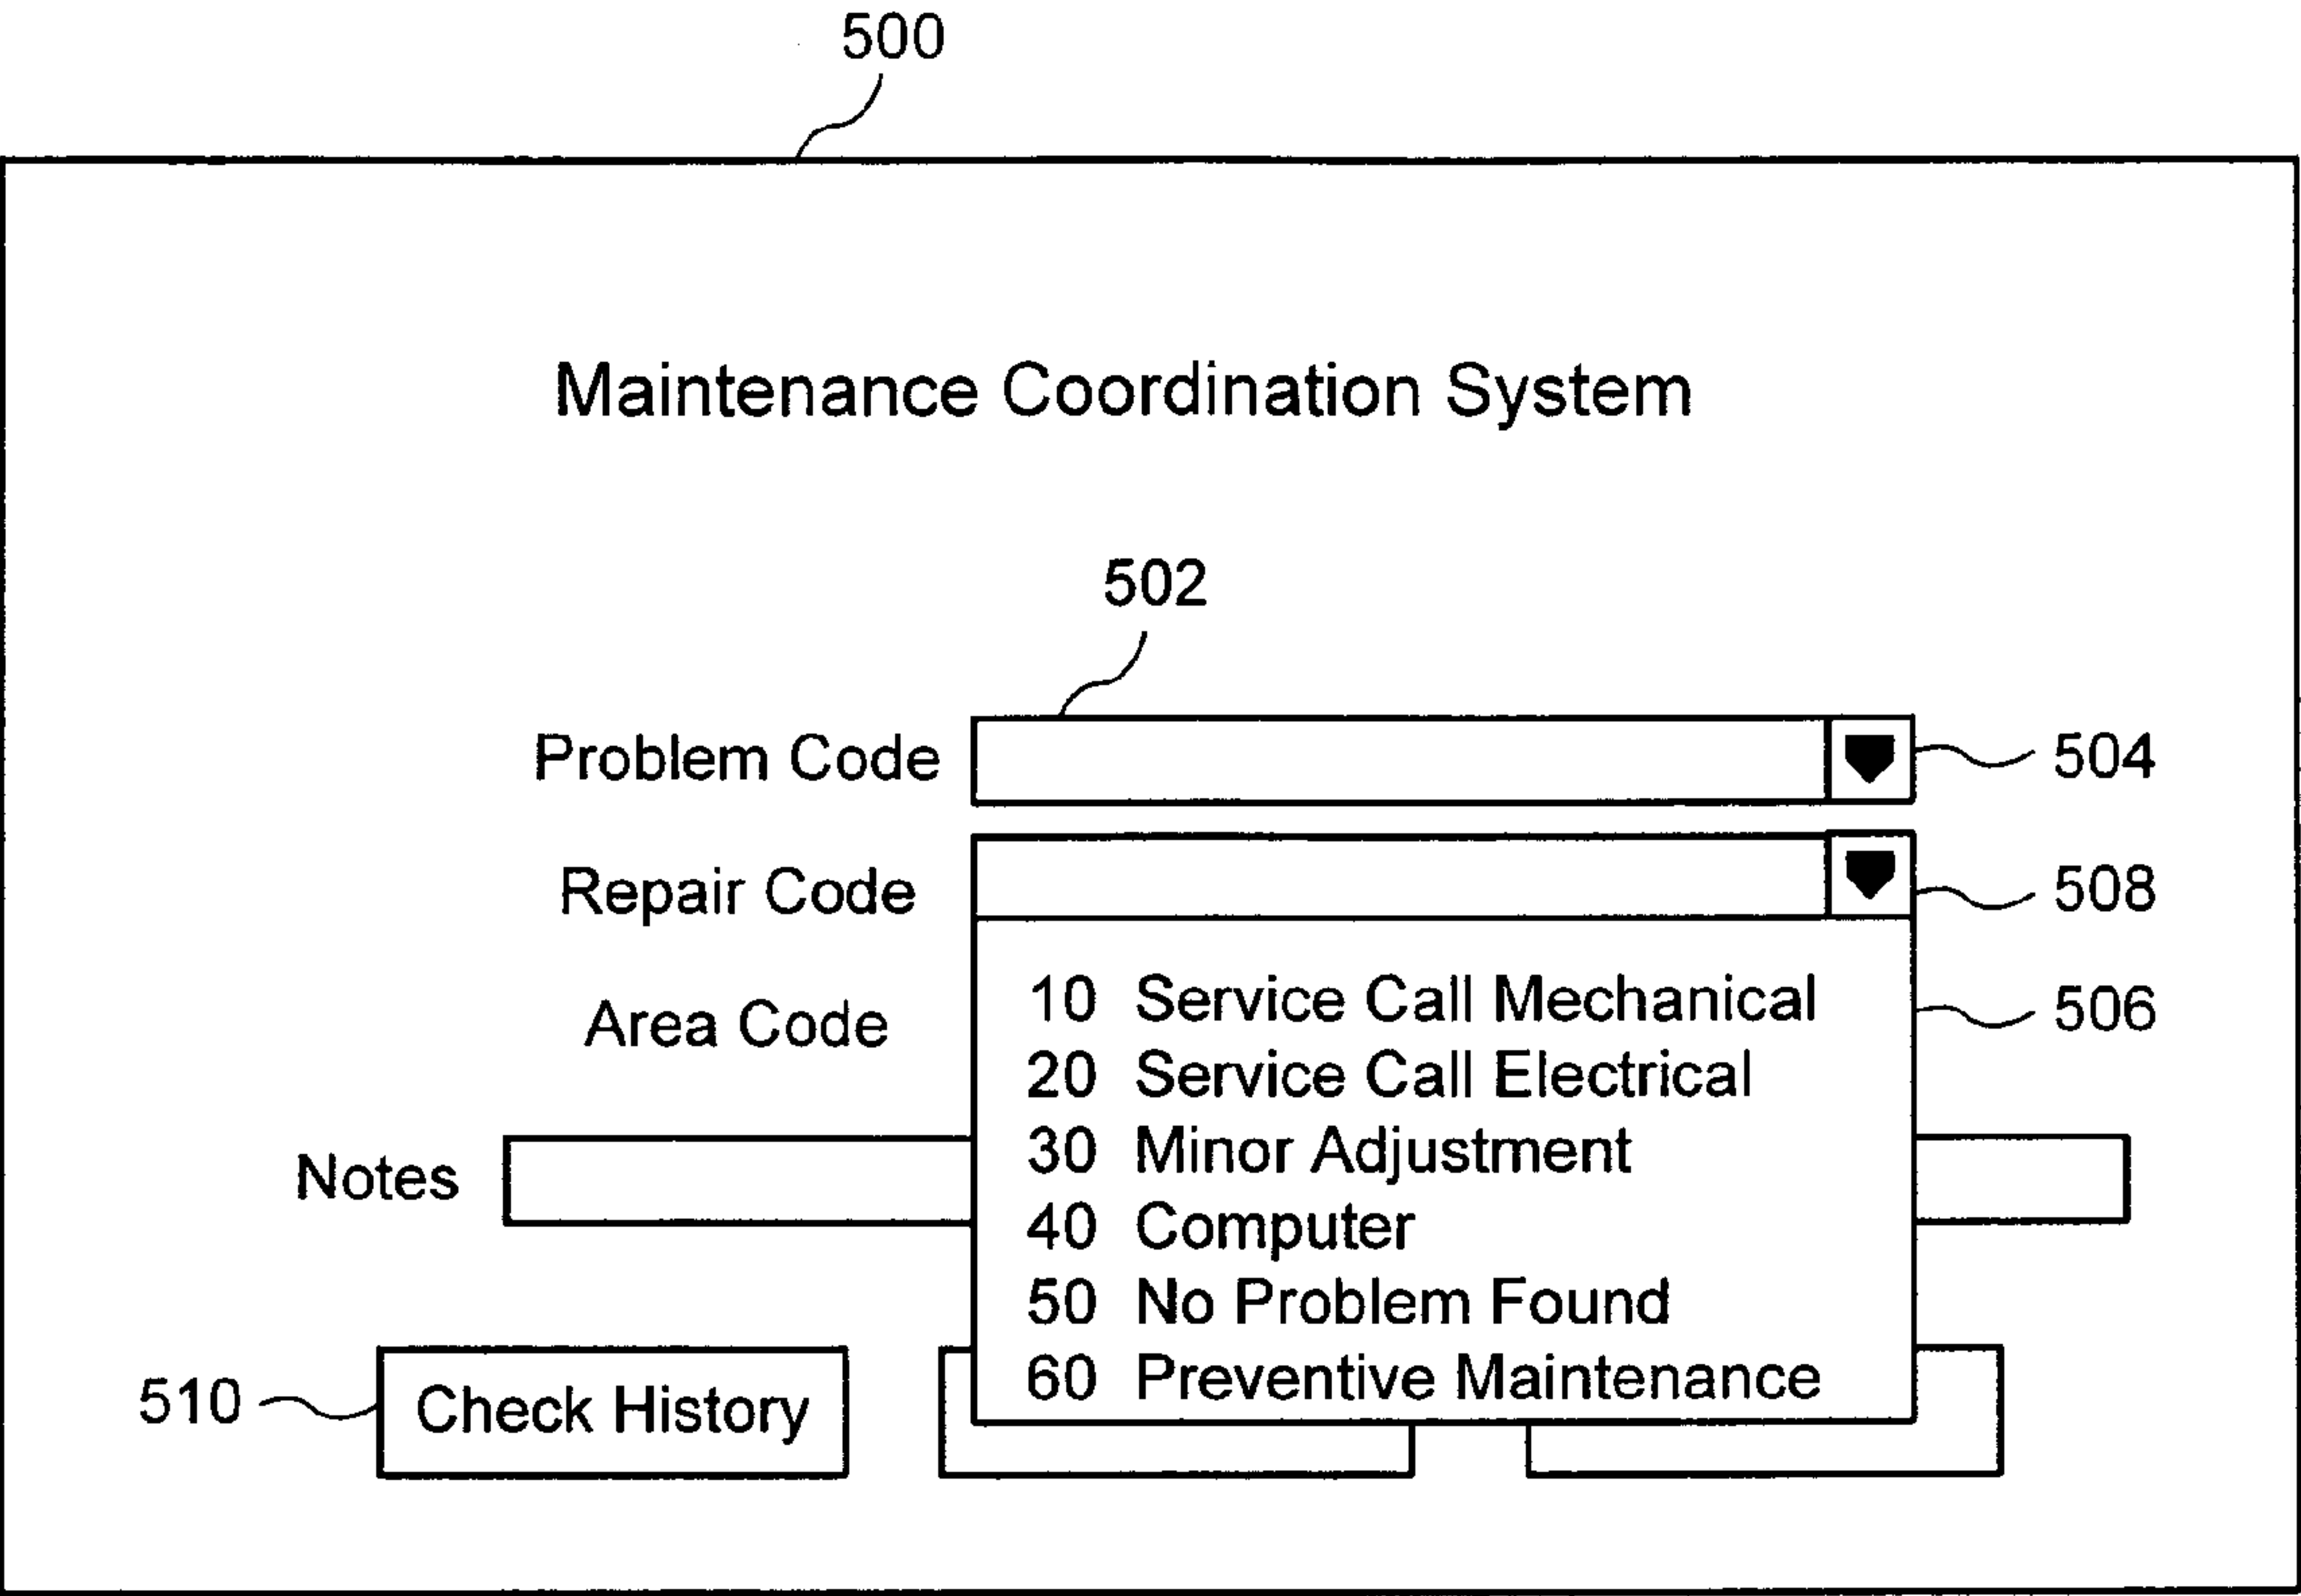 500
Maintenance Coordination System
502
Problem Code 504
Repair Code 508
10 Service Call Mechanical 506
Area Code
20 Service Call Electrical
30 Minor Adjustment
Notes
40 Computer
50 No Problem Found
60 Preventive Maintenance
510 Check History